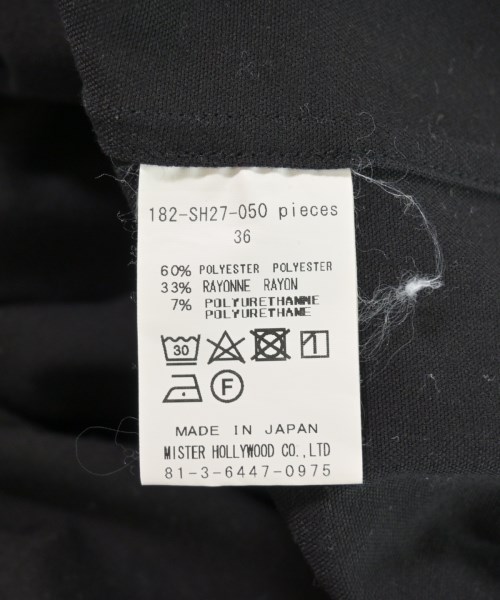 182-SH27-050 pieces
36
60% POLYESTER POLYESTER
33% RAYONNE RAYON
7% POLYURETHANNE
POLYURETHANE
30
F
MADE IN JAPAN
MISTER HOLLYWOOD CO.,LTD
81-3-6447-0975